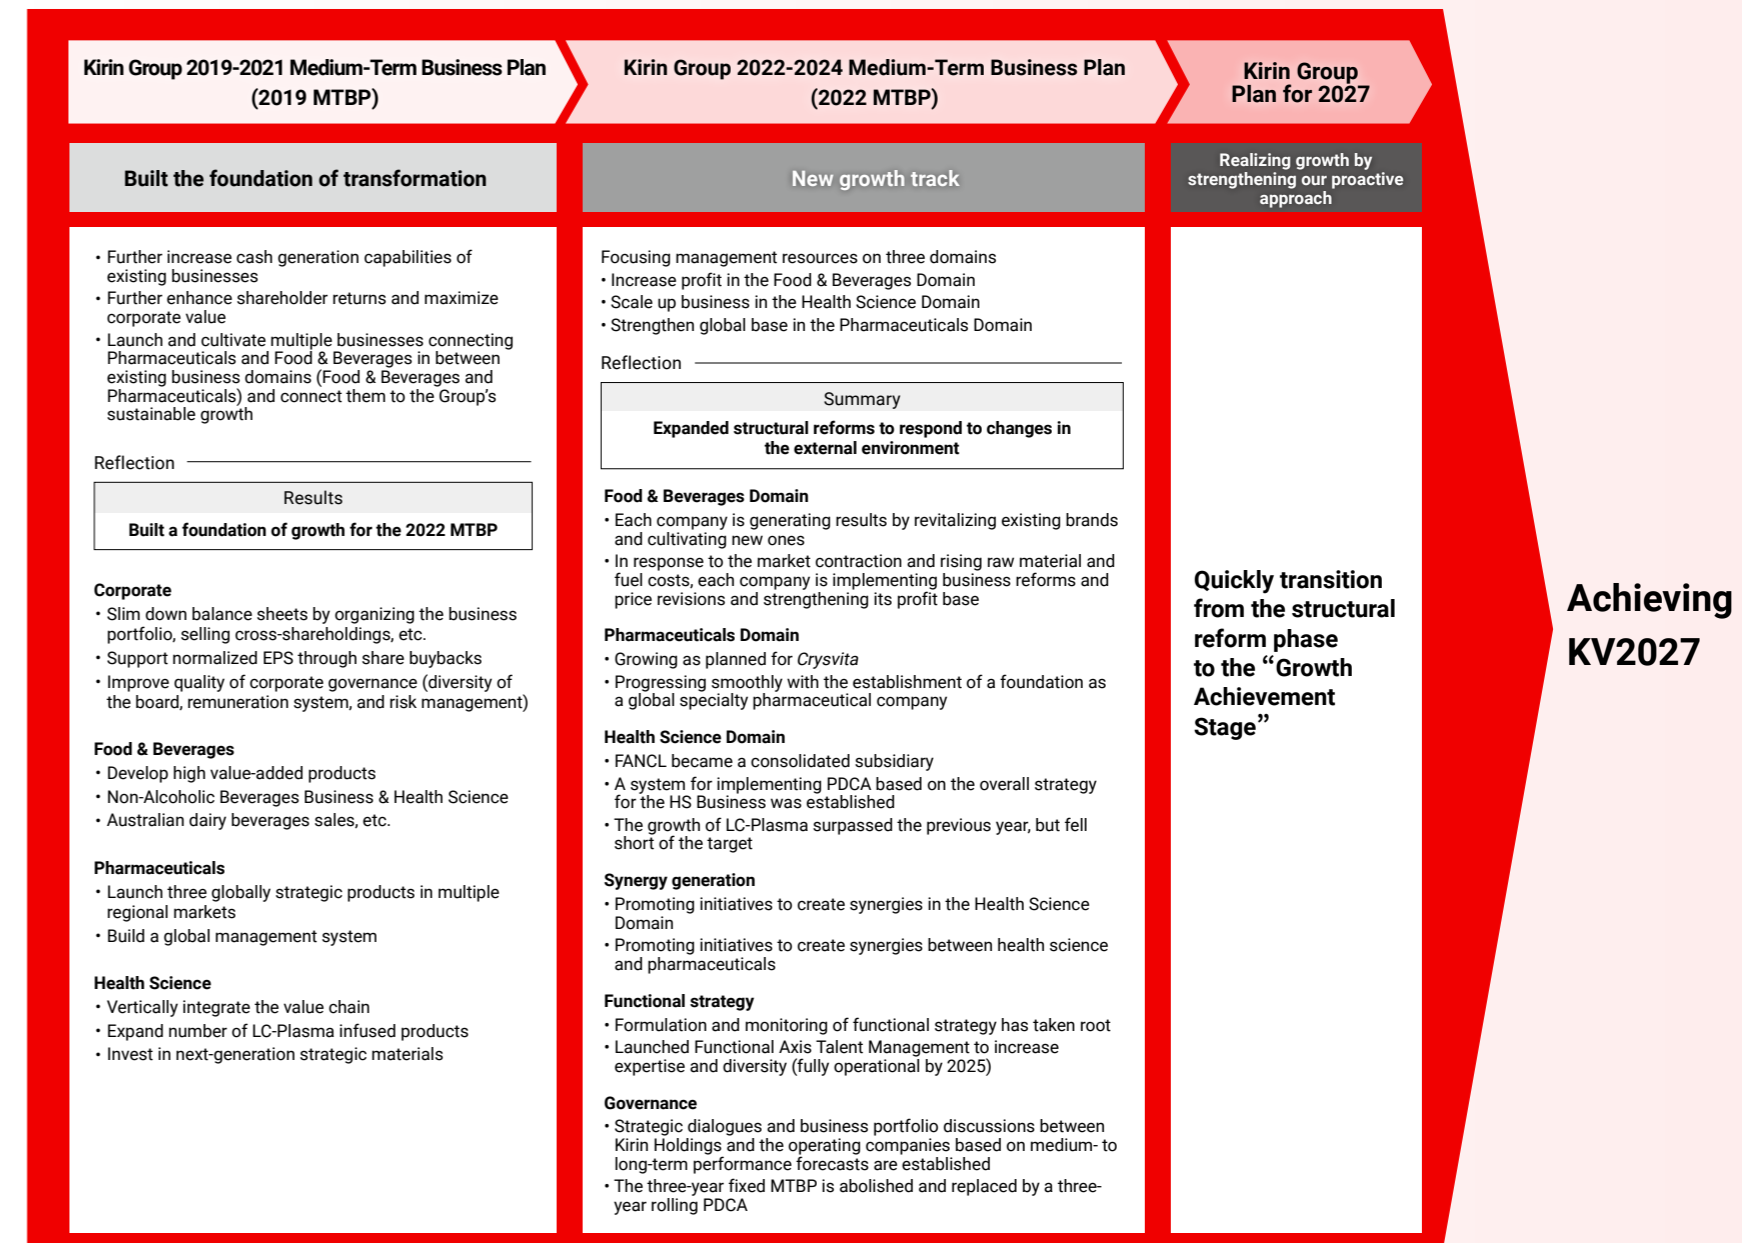 Kirin Group 2019-2021 Medium-Term Business Plan
(2019 MTBP)
Kirin Group 2022-2024 Medium-Term Business Plan
(2022 MTBP)
Kirin Group
Plan for 2027
Built the foundation of transformation
New growth track
Realizing growth by
strengthening our proactive
approach
・Further increase cash generation capabilities of
existing businesses
・Further enhance shareholder returns and maximize
corporate value
・Launch and cultivate multiple businesses connecting
Pharmaceuticals and Food & Beverages in between
existing business domains (Food & Beverages and
Pharmaceuticals) and connect them to the Group's
sustainable growth
Reflection
Results
Built a foundation of growth for the 2022 MTBP
Corporate
・Slim down balance sheets by organizing the business
portfolio, selling cross-shareholdings, etc.
・Support normalized EPS through share buybacks
・Improve quality of corporate governance (diversity of
the board, remuneration system, and risk management)
Food & Beverages
・Develop high value-added products
・Non-Alcoholic Beverages Business & Health Science
・Australian dairy beverages sales, etc.
Pharmaceuticals
・Launch three globally strategic products in multiple
regional markets
・Build a global management system
Health Science
・Vertically integrate the value chain
・Expand number of LC-Plasma infused products
・Invest in next-generation strategic materials
Focusing management resources on three domains
・Increase profit in the Food & Beverages Domain
・Scale up business in the Health Science Domain
・Strengthen global base in the Pharmaceuticals Domain
Reflection
Summary
Expanded structural reforms to respond to changes in
the external environment
Food & Beverages Domain
・Each company is generating results by revitalizing existing brands
and cultivating new ones
・In response to the market contraction and rising raw material and
fuel costs, each company is implementing business reforms and
price revisions and strengthening its profit base
Pharmaceuticals Domain
・Growing as planned for Crysvita
・Progressing smoothly with the establishment of a foundation as
a global specialty pharmaceutical company
Health Science Domain
・FANCL became a consolidated subsidiary
・A system for implementing PDCA based on the overall strategy
for the HS Business was established
・The growth of LC-Plasma surpassed the previous year, but fell
short of the target
Synergy generation
・Promoting initiatives to create synergies in the Health Science
Domain
・Promoting initiatives to create synergies between health science
and pharmaceuticals
Functional strategy
・Formulation and monitoring of functional strategy has taken root
・Launched Functional Axis Talent Management to increase
expertise and diversity (fully operational by 2025)
Governance
・Strategic dialogues and business portfolio discussions between
Kirin Holdings and the operating companies based on medium- to
long-term performance forecasts are established
・The three-year fixed MTBP is abolished and replaced by a three-
year rolling PDCA
Quickly transition
from the structural
reform phase
to the “Growth
Achievement
Stage”
Achieving
KV2027